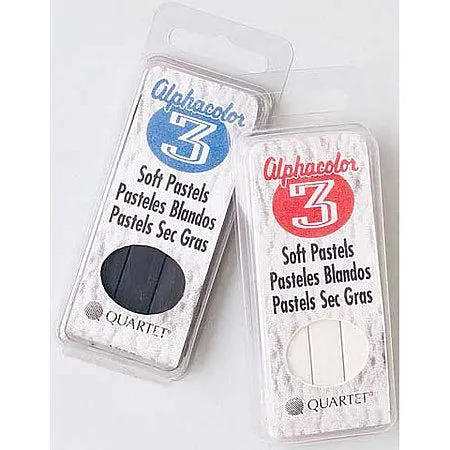 Alphacolor
3
Soft Pastels
Pasteles Blandos
Pastels Sec Gras
QUARTET
Alphacolor
3
Soft Pastels
Pasteles Blandos
Pastels Sec Gras
QUARTET